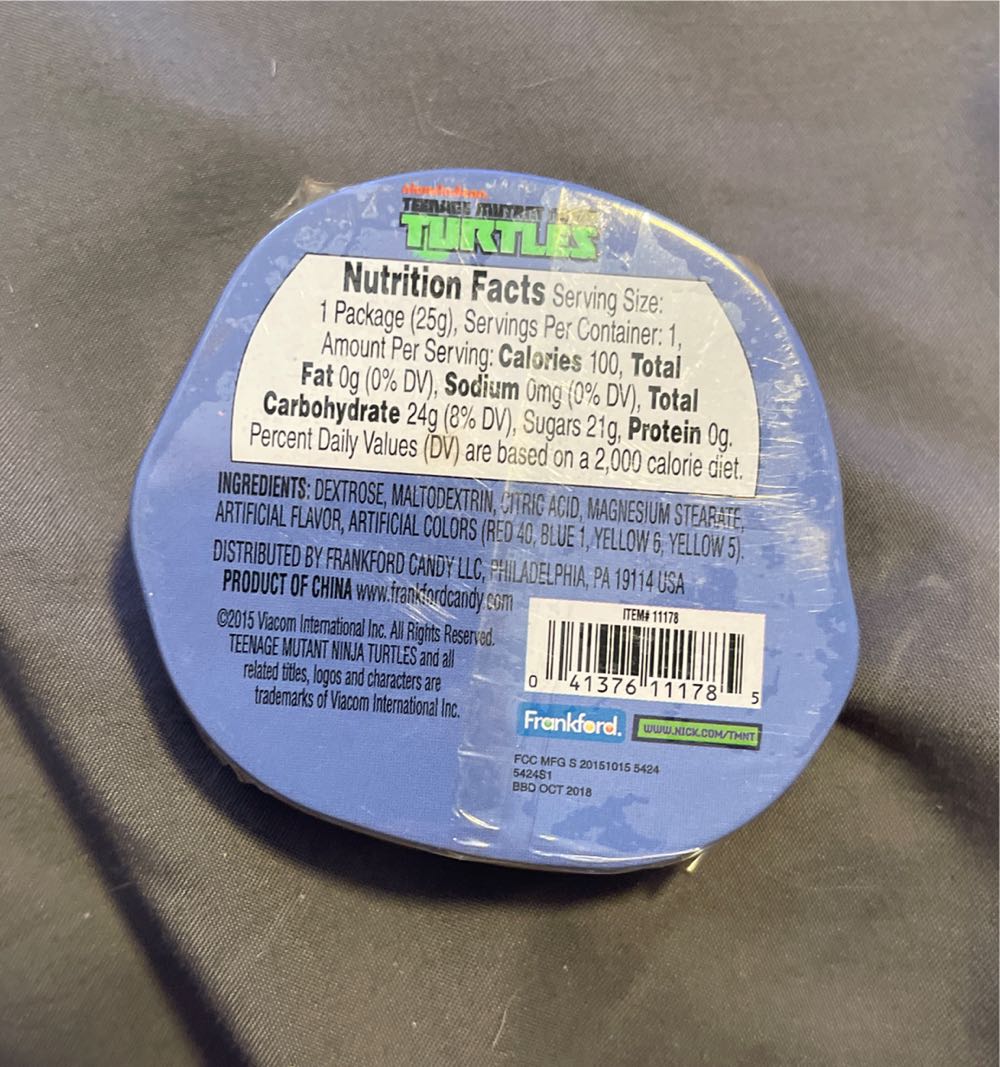 nickelodeon
TEENAGE MUTANT NINJA
TURTLES
Nutrition Facts Serving Size:
1 Package (25g), Servings Per Container: 1,
Amount Per Serving: Calories 100, Total
Fat 0g (0% DV), Sodium 0mg (0% DV), Total
Carbohydrate 24g (8% DV), Sugars 21g, Protein 0g.
Percent Daily Values (DV) are based on a 2,000 calorie diet.
INGREDIENTS: DEXTROSE, MALTODEXTRIN, CITRIC ACID, MAGNESIUM STEARATE,
ARTIFICIAL FLAVOR, ARTIFICIAL COLORS (RED 40, BLUE 1, YELLOW 6, YELLOW 5).
DISTRIBUTED BY FRANKFORD CANDY LLC, PHILADELPHIA, PA 19114 USA
PRODUCT OF CHINA www.frankfordcandy.com
©2015 Viacom International Inc. All Rights Reserved.
TEENAGE MUTANT NINJA TURTLES and all
related titles, logos and characters are
trademarks of Viacom International Inc.
ITEM# 11178
0 41376 11178 5
Frankford.
WWW.NICK.COM/TMNT
FCC MFG S 20151015 5424
5424S1
BBD OCT 2018